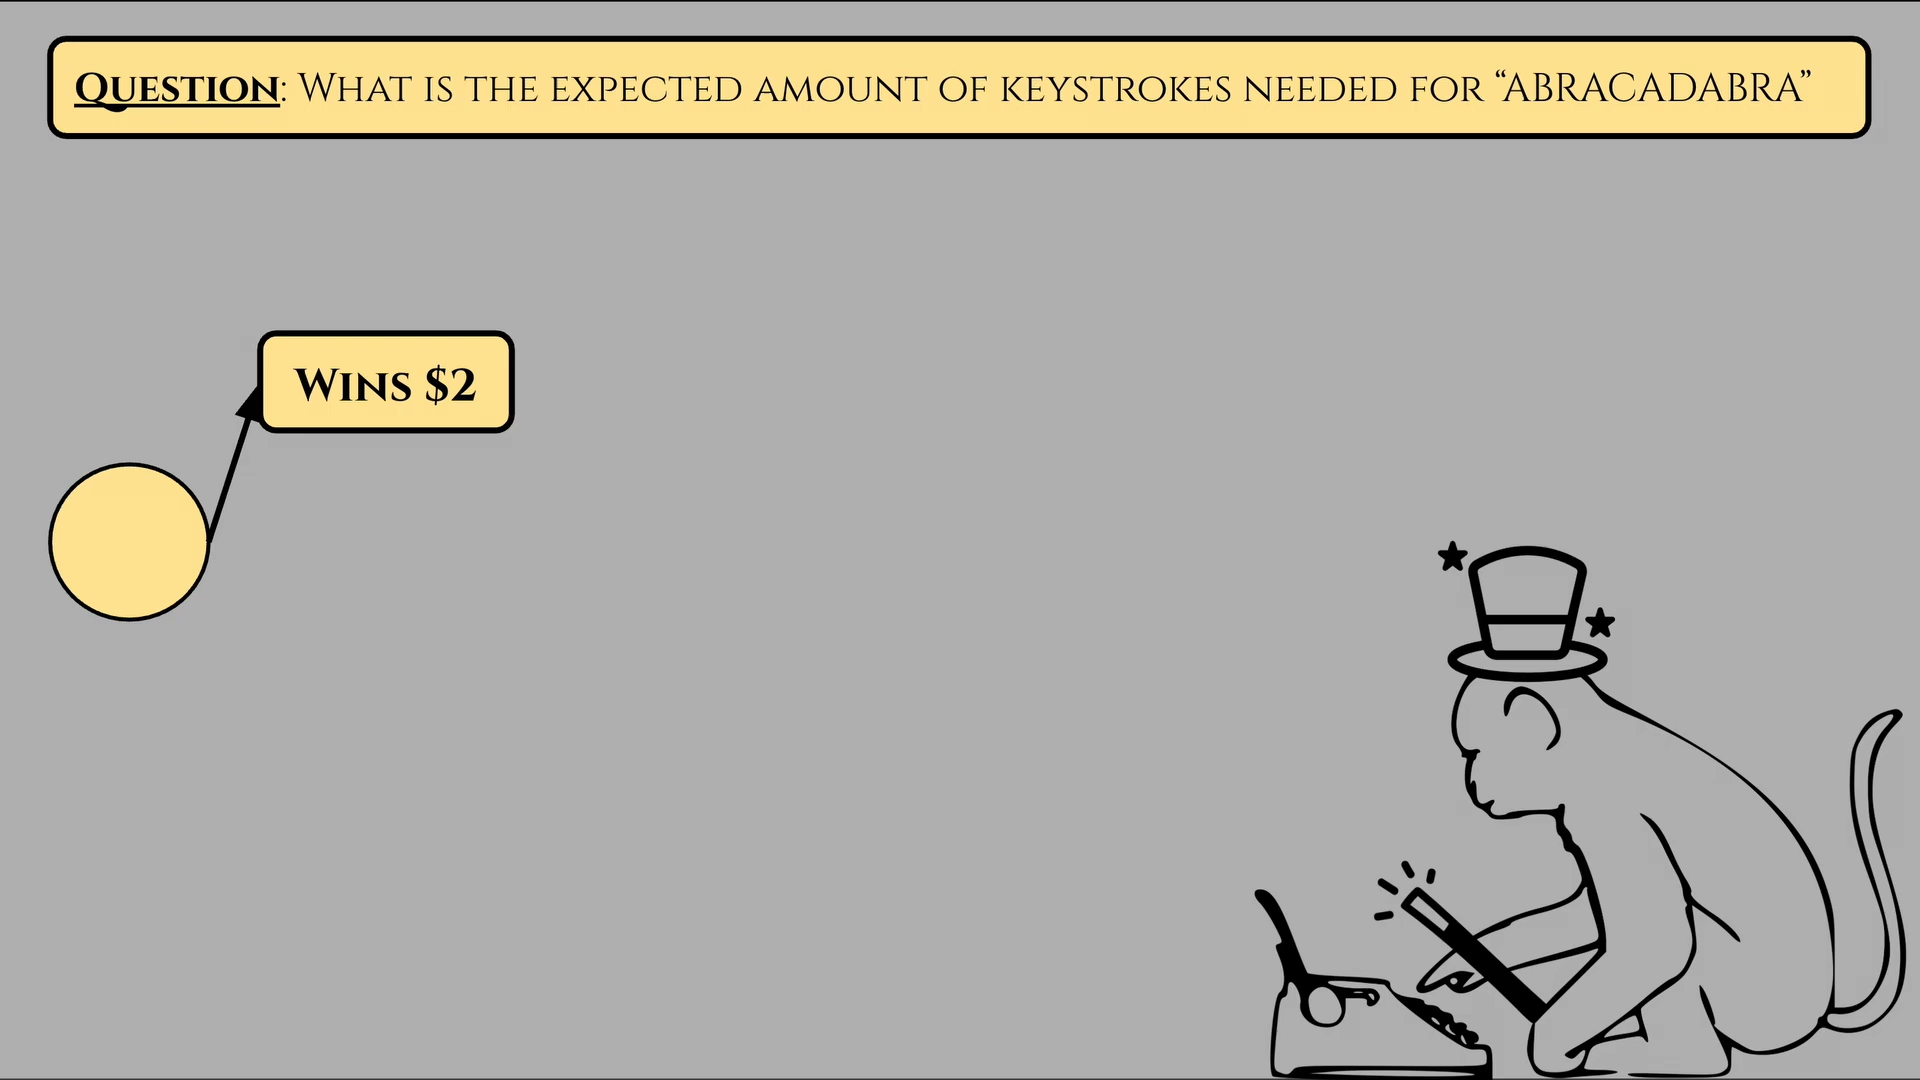 Question: What is the expected amount of keystrokes needed for “ABRACADABRA”
Wins $2